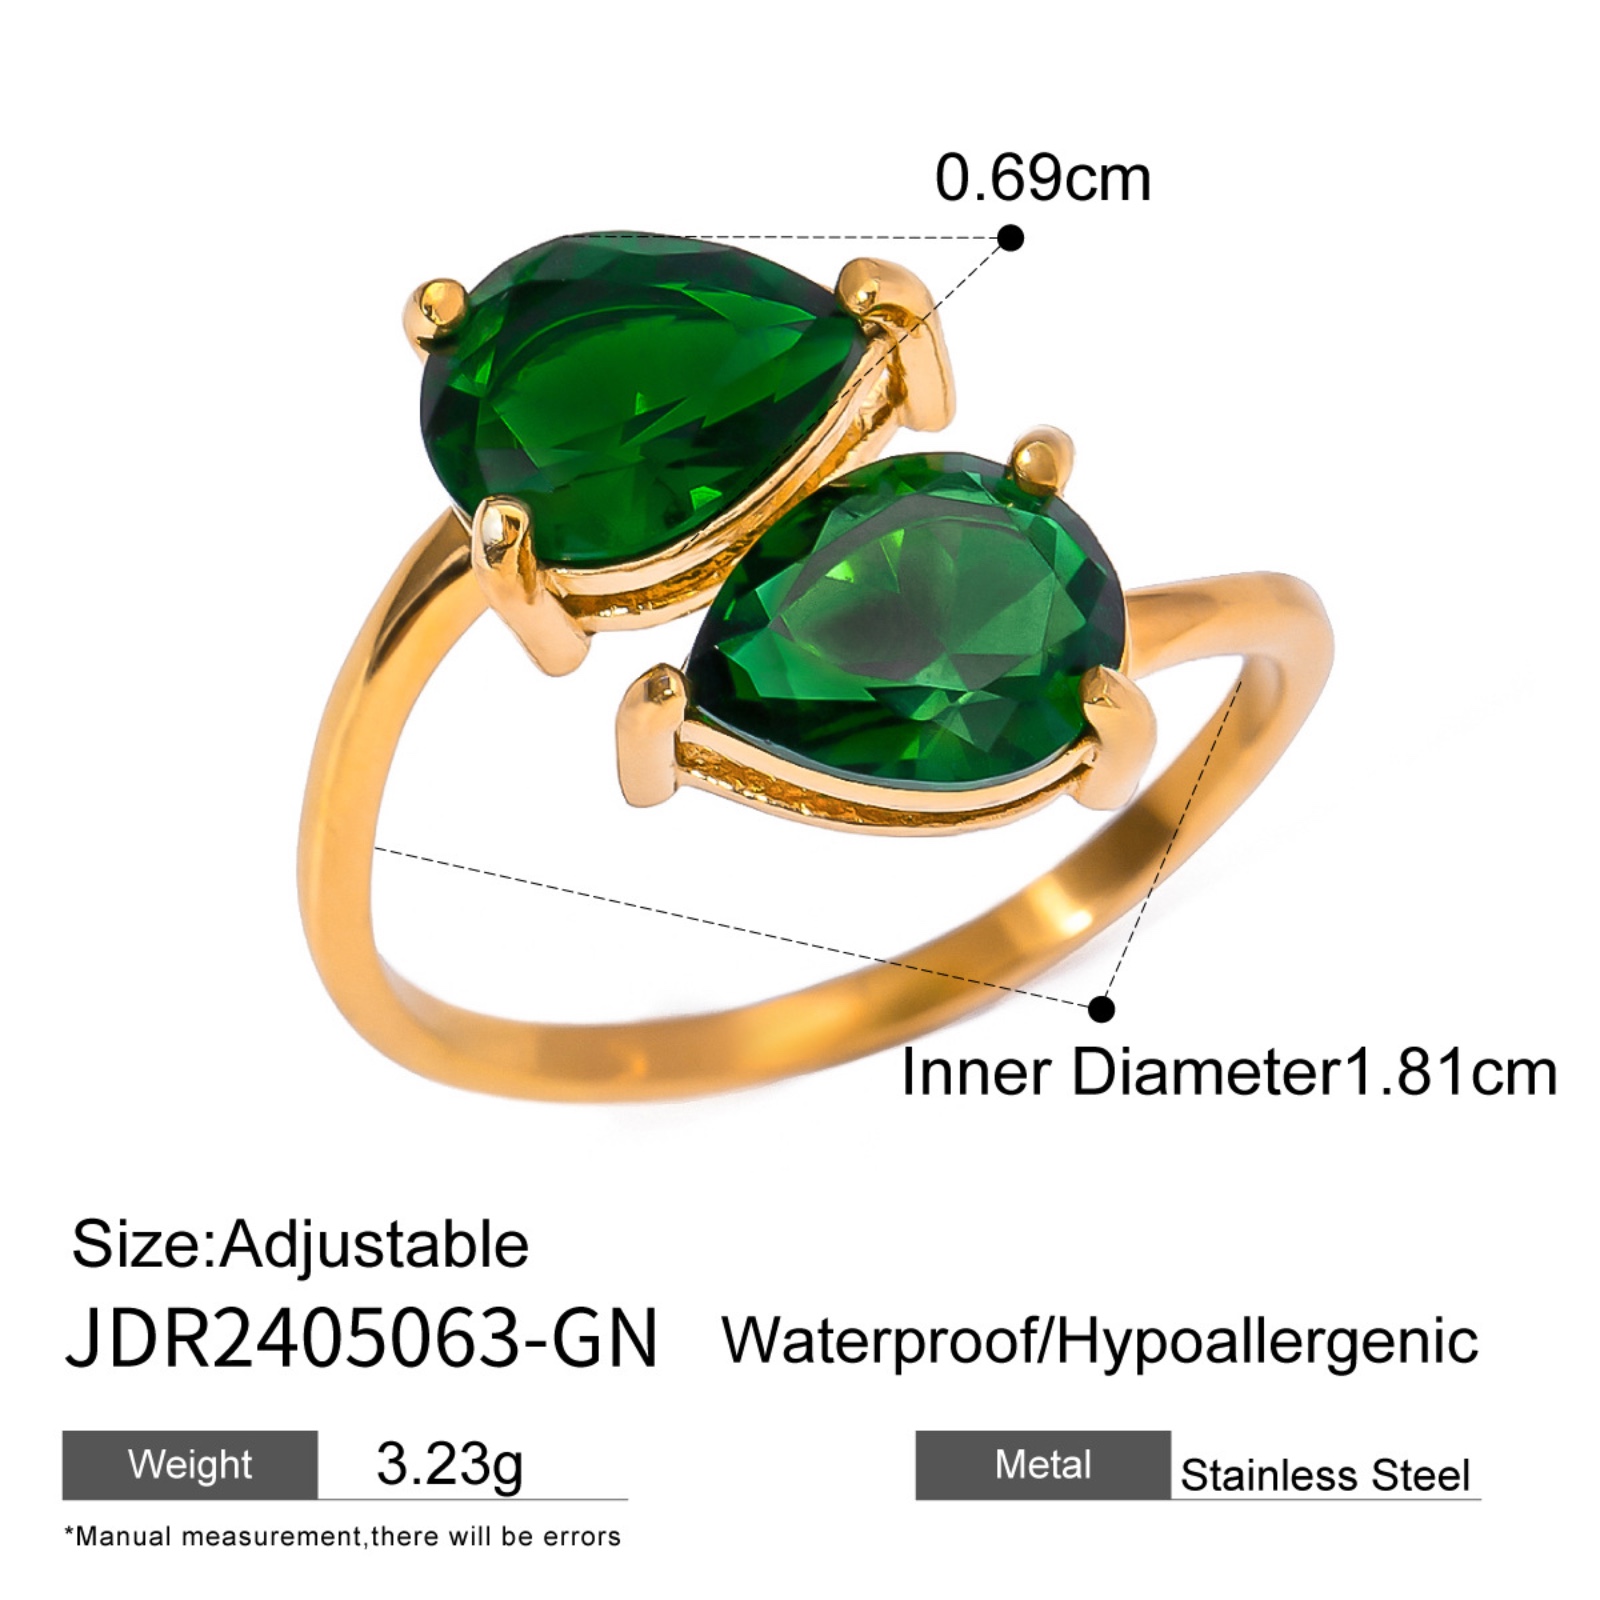 0.69cm
Inner Diameter1.81cm
Size:Adjustable
JDR2405063-GN
Waterproof/Hypoallergenic
Weight 3.23g
Metal Stainless Steel
*Manual measurement,there will be errors